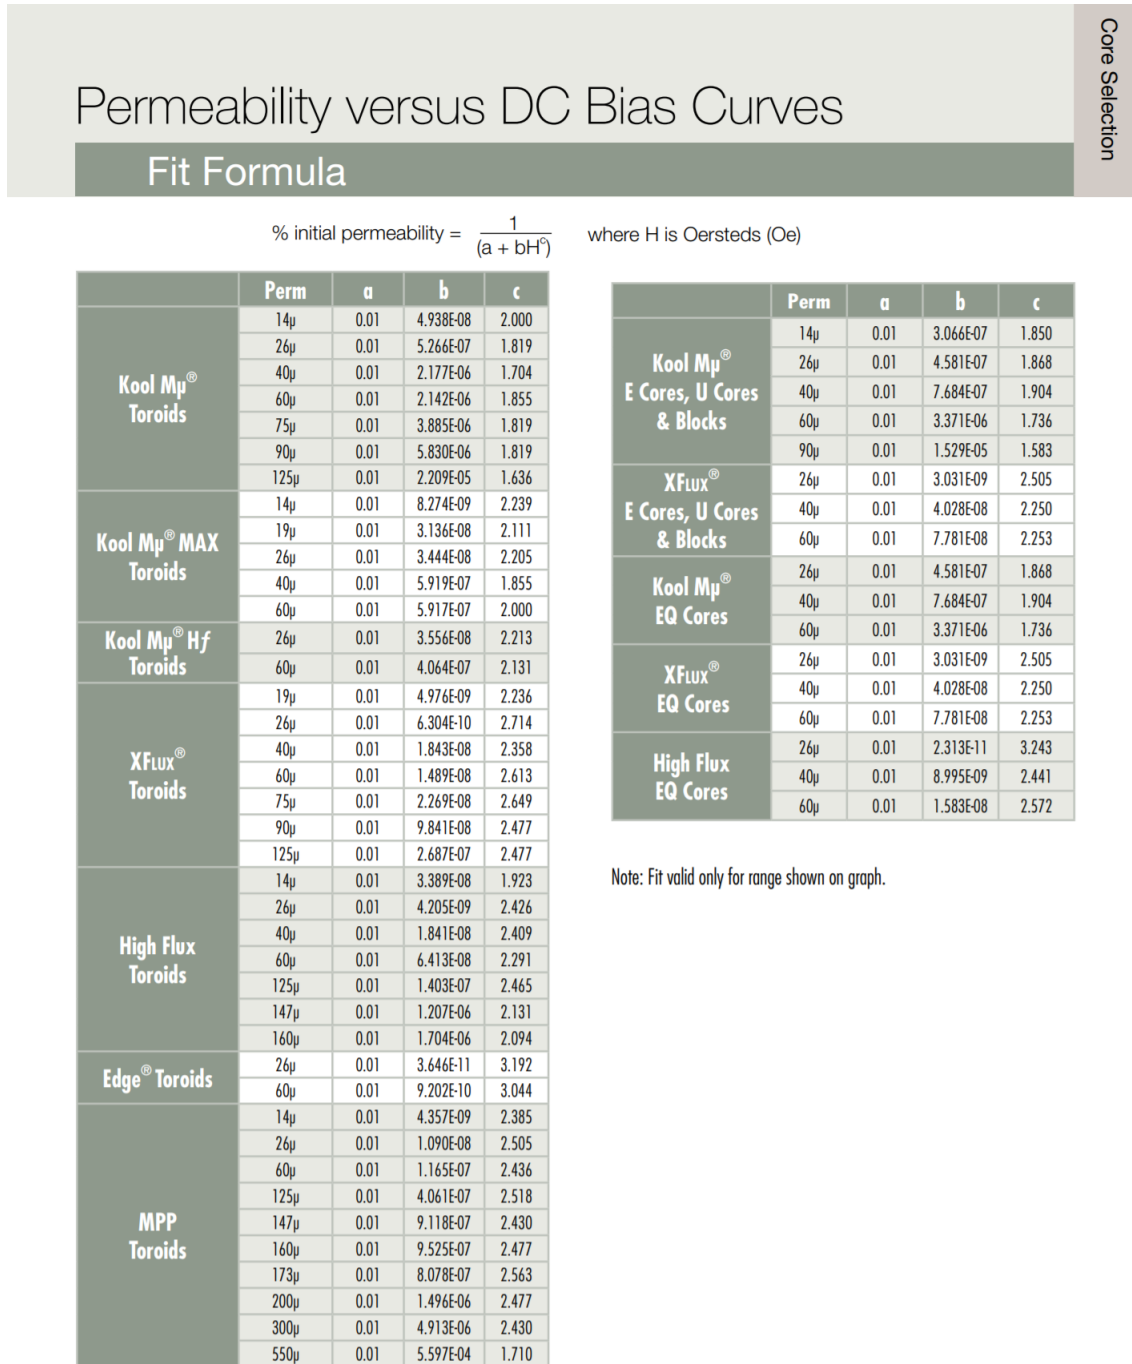 Core Selection
Permeability versus DC Bias Curves
Fit Formula
% initial permeability = 1 / (a + bH^c) where H is Oersteds (Oe)
Perm a b c
Kool Mµ® Toroids
14µ 0.01 4.938E-08 2.000
26µ 0.01 5.266E-07 1.819
40µ 0.01 2.177E-06 1.704
60µ 0.01 2.142E-06 1.855
75µ 0.01 3.885E-06 1.819
90µ 0.01 5.830E-06 1.819
125µ 0.01 2.209E-05 1.636
Kool Mµ® MAX Toroids
14µ 0.01 8.274E-09 2.239
19µ 0.01 3.136E-08 2.111
26µ 0.01 3.444E-08 2.205
40µ 0.01 5.919E-07 1.855
60µ 0.01 5.917E-07 2.000
Kool Mµ® Hƒ Toroids
26µ 0.01 3.556E-08 2.213
60µ 0.01 4.064E-07 2.131
XFLUX® Toroids
19µ 0.01 4.976E-09 2.236
26µ 0.01 6.304E-10 2.714
40µ 0.01 1.843E-08 2.358
60µ 0.01 1.489E-08 2.613
75µ 0.01 2.269E-08 2.649
90µ 0.01 9.841E-08 2.477
125µ 0.01 2.687E-07 2.477
High Flux Toroids
14µ 0.01 3.389E-08 1.923
26µ 0.01 4.205E-09 2.426
40µ 0.01 1.841E-08 2.409
60µ 0.01 6.413E-08 2.291
125µ 0.01 1.403E-07 2.465
147µ 0.01 1.207E-06 2.131
160µ 0.01 1.704E-06 2.094
Edge® Toroids
26µ 0.01 3.646E-11 3.192
60µ 0.01 9.202E-10 3.044
MPP Toroids
14µ 0.01 4.357E-09 2.385
26µ 0.01 1.090E-08 2.505
60µ 0.01 1.165E-07 2.436
125µ 0.01 4.061E-07 2.518
147µ 0.01 9.118E-07 2.430
160µ 0.01 9.525E-07 2.477
173µ 0.01 8.078E-07 2.563
200µ 0.01 1.496E-06 2.477
300µ 0.01 4.913E-06 2.430
550µ 0.01 5.597E-04 1.710
Perm a b c
Kool Mµ® E Cores, U Cores & Blocks
14µ 0.01 3.066E-07 1.850
26µ 0.01 4.581E-07 1.868
40µ 0.01 7.684E-07 1.904
60µ 0.01 3.371E-06 1.736
90µ 0.01 1.529E-05 1.583
XFLUX® E Cores, U Cores & Blocks
26µ 0.01 3.031E-09 2.505
40µ 0.01 4.028E-08 2.250
60µ 0.01 7.781E-08 2.253
Kool Mµ® EQ Cores
26µ 0.01 4.581E-07 1.868
40µ 0.01 7.684E-07 1.904
60µ 0.01 3.371E-06 1.736
XFLUX® EQ Cores
26µ 0.01 3.031E-09 2.505
40µ 0.01 4.028E-08 2.250
60µ 0.01 7.781E-08 2.253
High Flux EQ Cores
26µ 0.01 2.313E-11 3.243
40µ 0.01 8.995E-09 2.441
60µ 0.01 1.583E-08 2.572
Note: Fit valid only for range shown on graph.